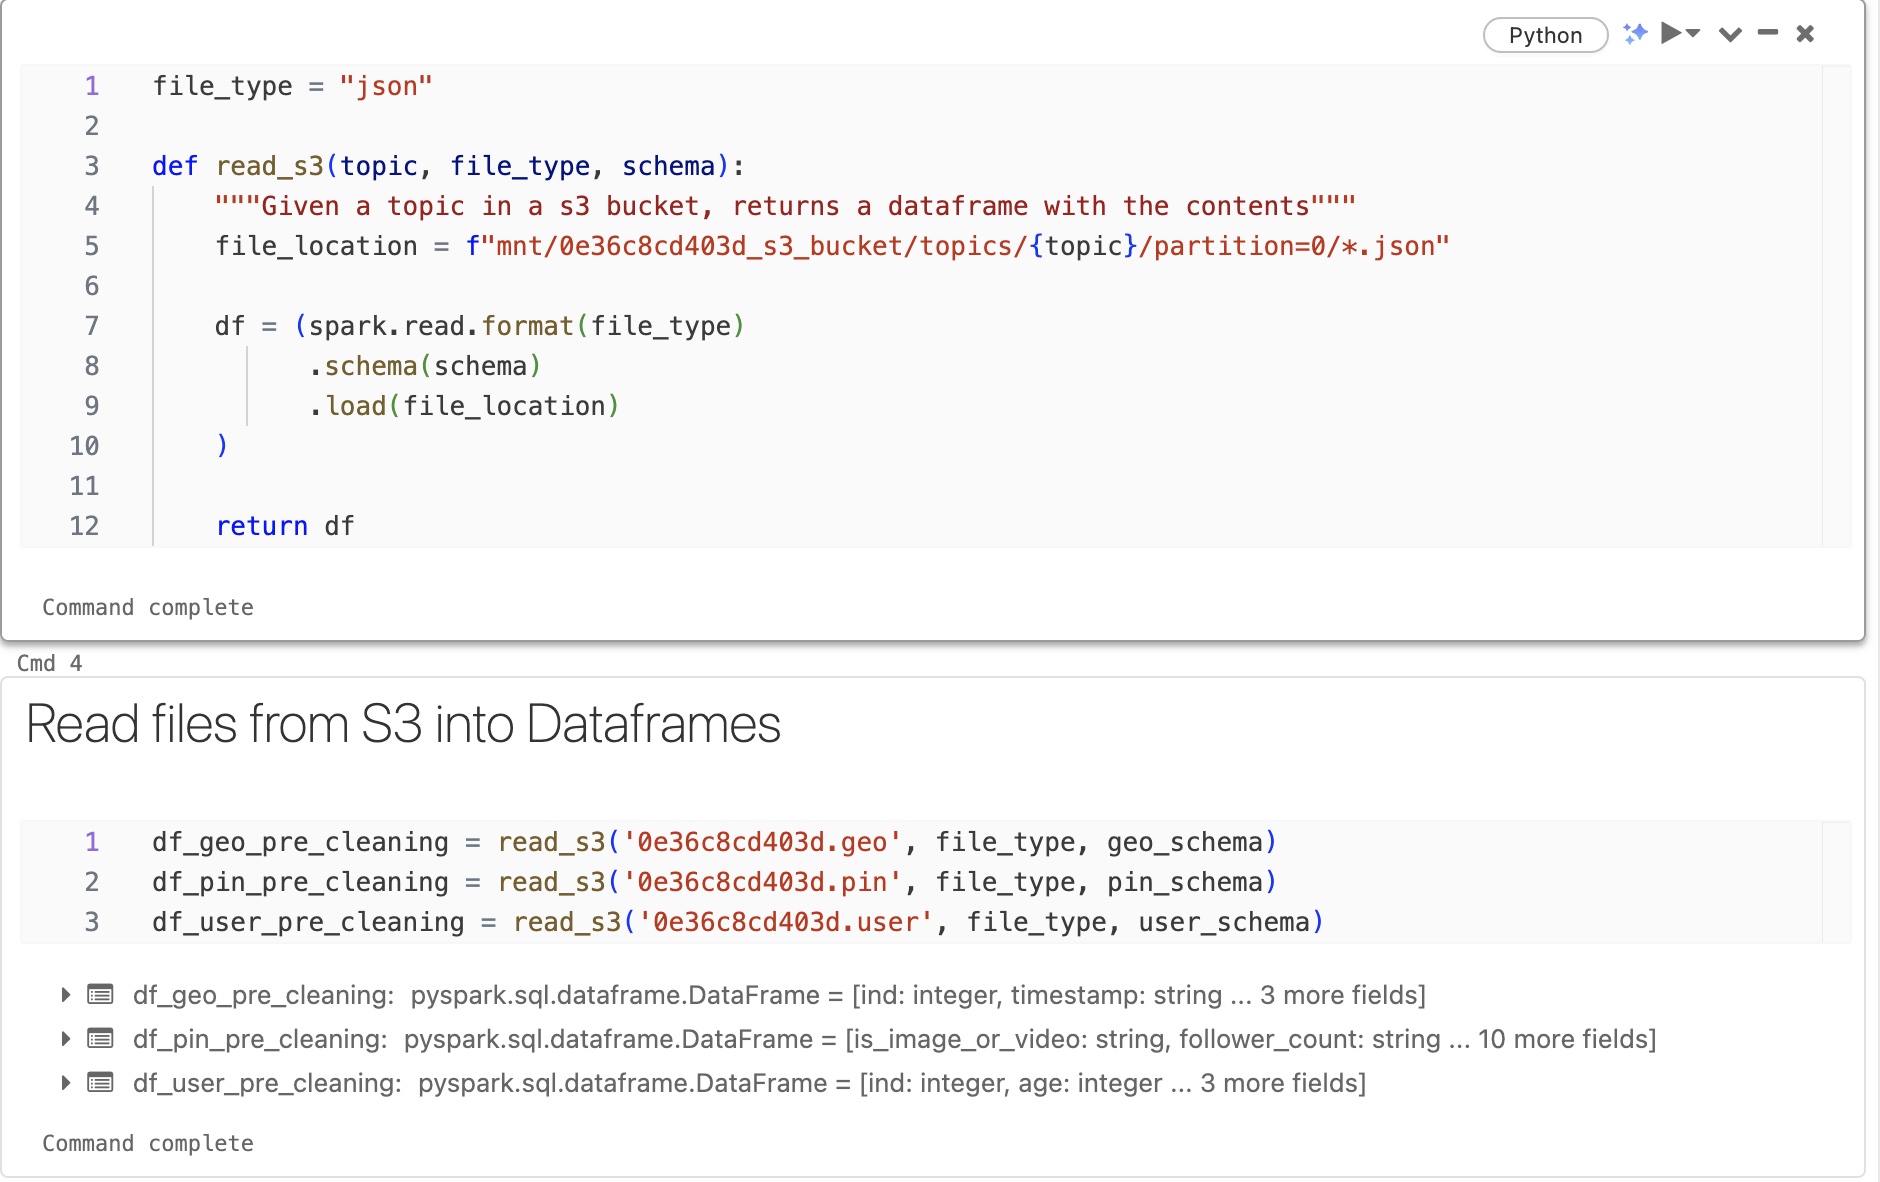 Python
1 file_type = "json"
2
3 def read_s3(topic, file_type, schema):
4 """Given a topic in a s3 bucket, returns a dataframe with the contents"""
5 file_location = f"mnt/0e36c8cd403d_s3_bucket/topics/{topic}/partition=0/*.json"
6
7 df = (spark.read.format(file_type)
8 .schema(schema)
9 .load(file_location)
10 )
11
12 return df
Command complete
Cmd 4
Read files from S3 into Dataframes
1 df_geo_pre_cleaning = read_s3('0e36c8cd403d.geo', file_type, geo_schema)
2 df_pin_pre_cleaning = read_s3('0e36c8cd403d.pin', file_type, pin_schema)
3 df_user_pre_cleaning = read_s3('0e36c8cd403d.user', file_type, user_schema)
df_geo_pre_cleaning: pyspark.sql.dataframe.DataFrame = [ind: integer, timestamp: string ... 3 more fields]
df_pin_pre_cleaning: pyspark.sql.dataframe.DataFrame = [is_image_or_video: string, follower_count: string ... 10 more fields]
df_user_pre_cleaning: pyspark.sql.dataframe.DataFrame = [ind: integer, age: integer ... 3 more fields]
Command complete